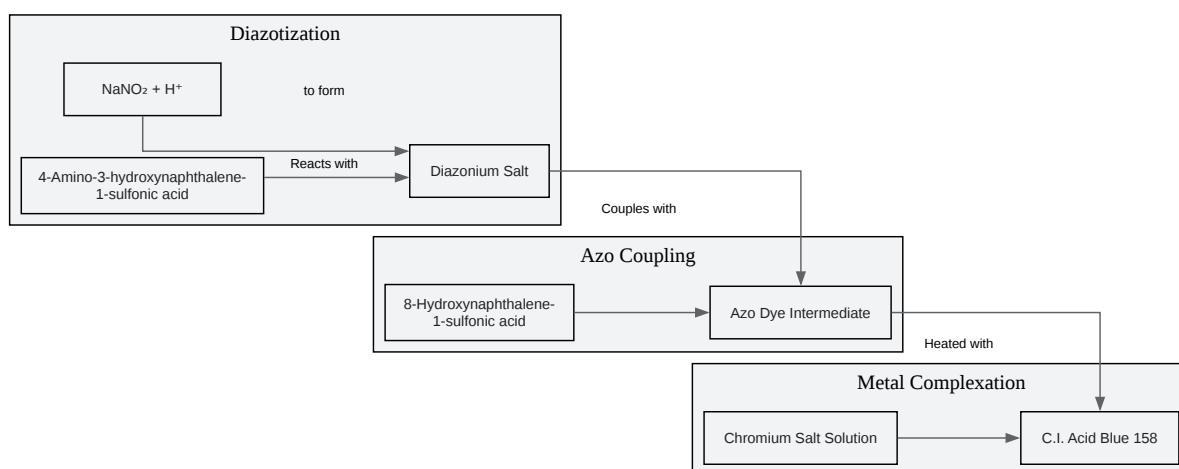 Diazotization
NaNO₂ + H⁺
to form
4-Amino-3-hydroxynaphthalene-
1-sulfonic acid
Reacts with
Diazonium Salt
Couples with
Azo Coupling
8-Hydroxynaphthalene-
1-sulfonic acid
Azo Dye Intermediate
Heated with
Metal Complexation
Chromium Salt Solution
C.I. Acid Blue 158